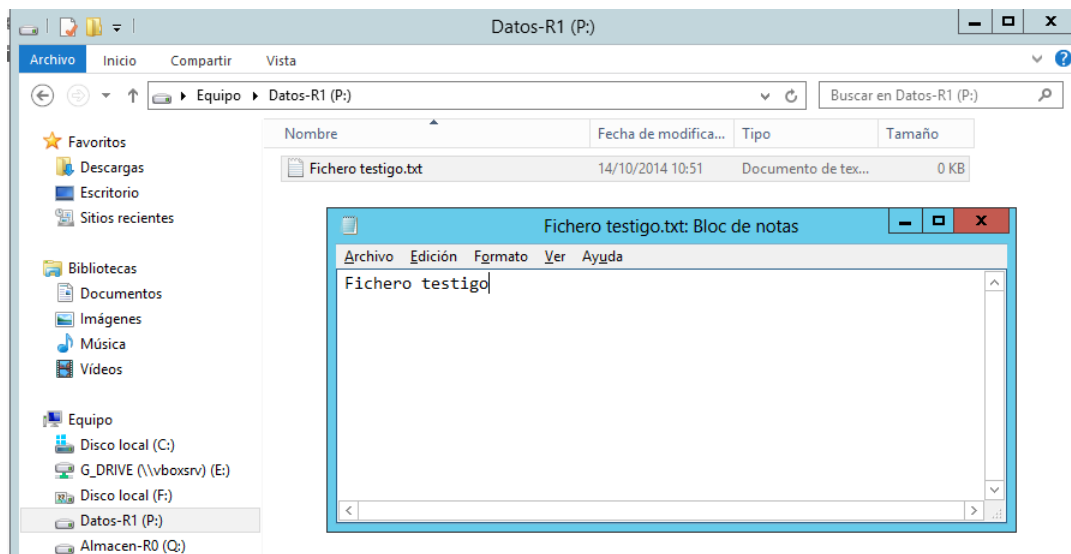 Datos-R1 (P:)
Archivo Inicio Compartir Vista
Equipo Datos-R1 (P:) Buscar en Datos-R1 (P:)
Favoritos
Descargas
Escritorio
Sitios recientes
Bibliotecas
Documentos
Imágenes
Música
Vídeos
Equipo
Disco local (C:)
G_DRIVE (\\vboxsrv) (E:)
Disco local (F:)
Datos-R1 (P:)
Almacen-R0 (Q:)
Nombre Fecha de modifica... Tipo Tamaño
Fichero testigo.txt 14/10/2014 10:51 Documento de tex... 0 KB
Fichero testigo.txt: Bloc de notas
Archivo Edición Formato Ver Ayuda
Fichero testigo